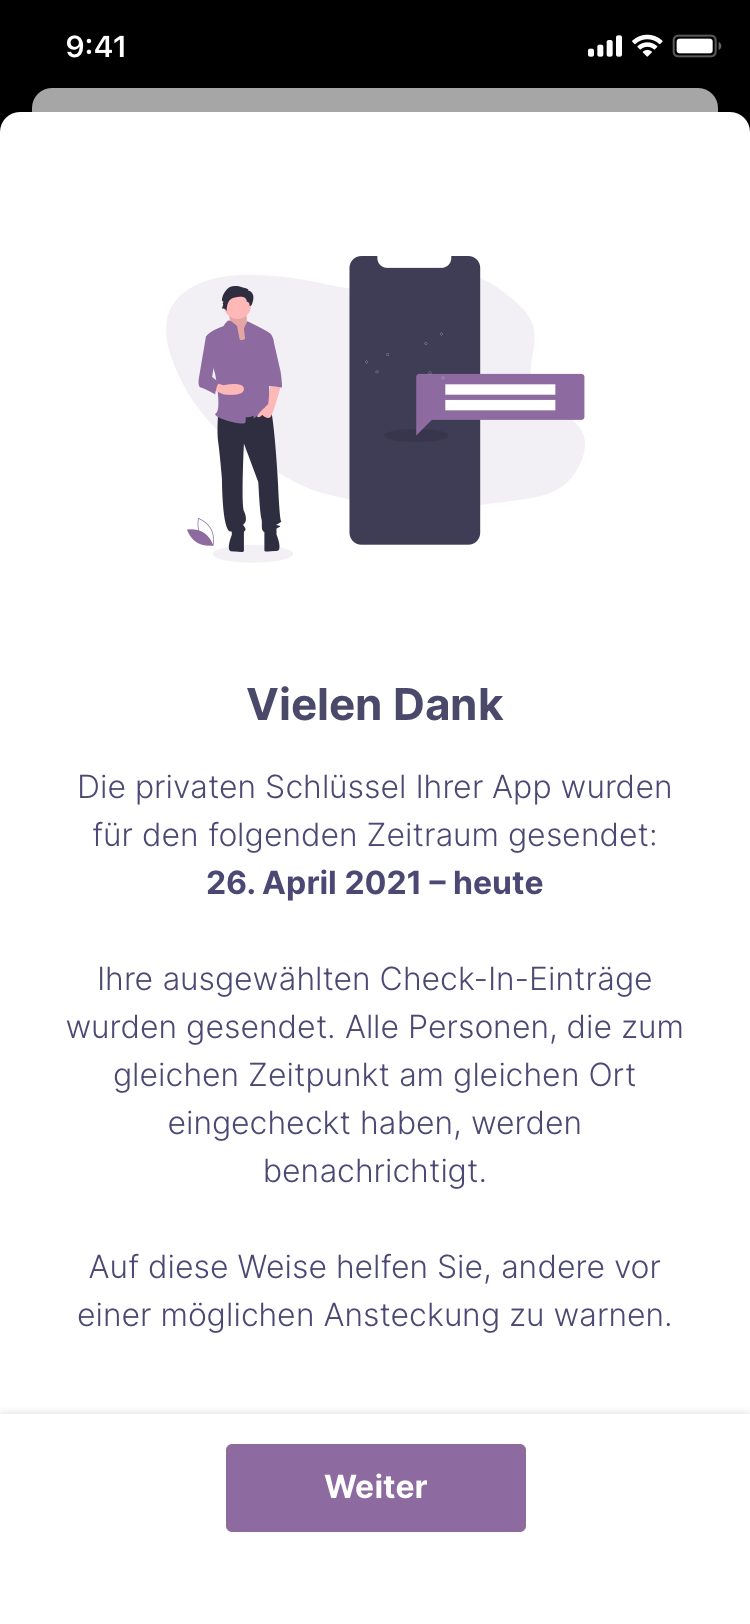 9:41
Vielen Dank
Die privaten Schlüssel Ihrer App wurden
für den folgenden Zeitraum gesendet:
26. April 2021 – heute
Ihre ausgewählten Check-In-Einträge
wurden gesendet. Alle Personen, die zum
gleichen Zeitpunkt am gleichen Ort
eingecheckt haben, werden
benachrichtigt.
Auf diese Weise helfen Sie, andere vor
einer möglichen Ansteckung zu warnen.
Weiter